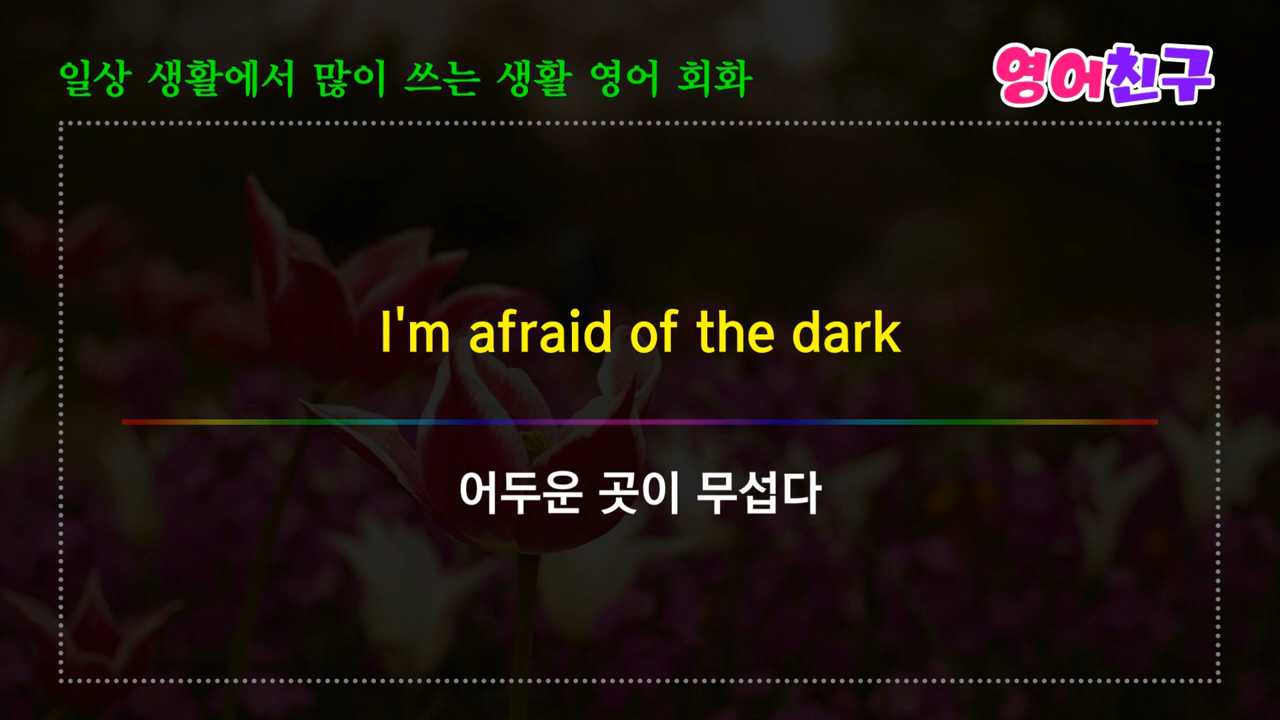 일상 생활에서 많이 쓰는 생활 영어 회화
영어친구
I'm afraid of the dark
어두운 곳이 무섭다